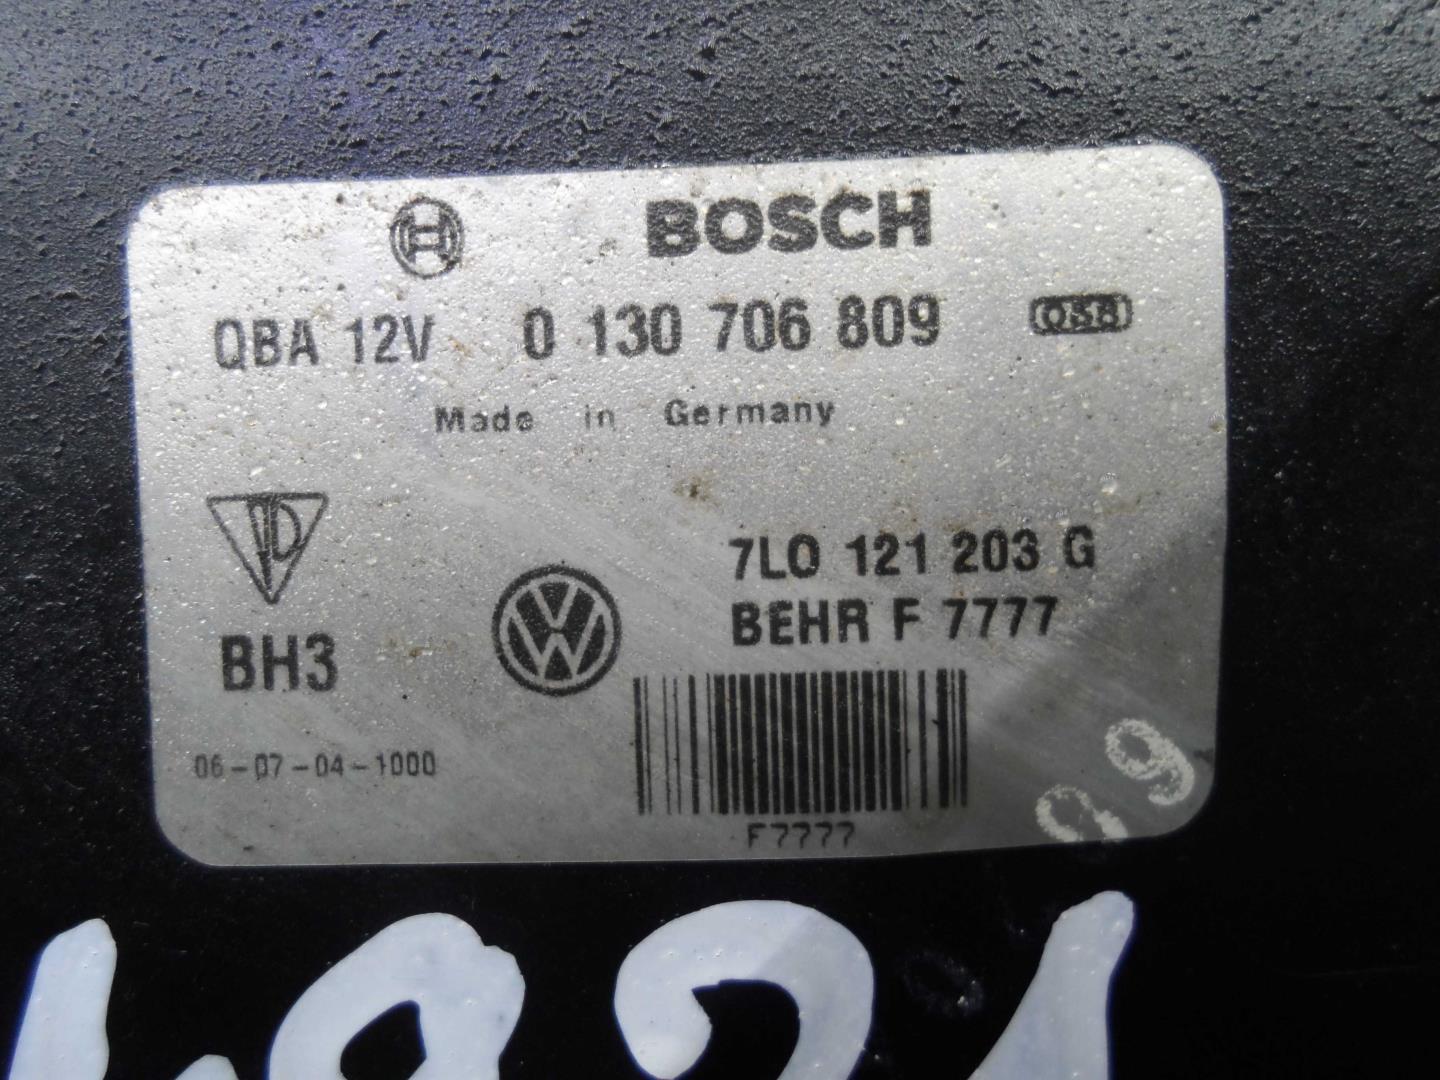 BOSCH
QBA 12V 0 130 706 809
Made in Germany
7L0 121 203 G
BEHR F 7777
BH3
06-07-04-1000
F7777